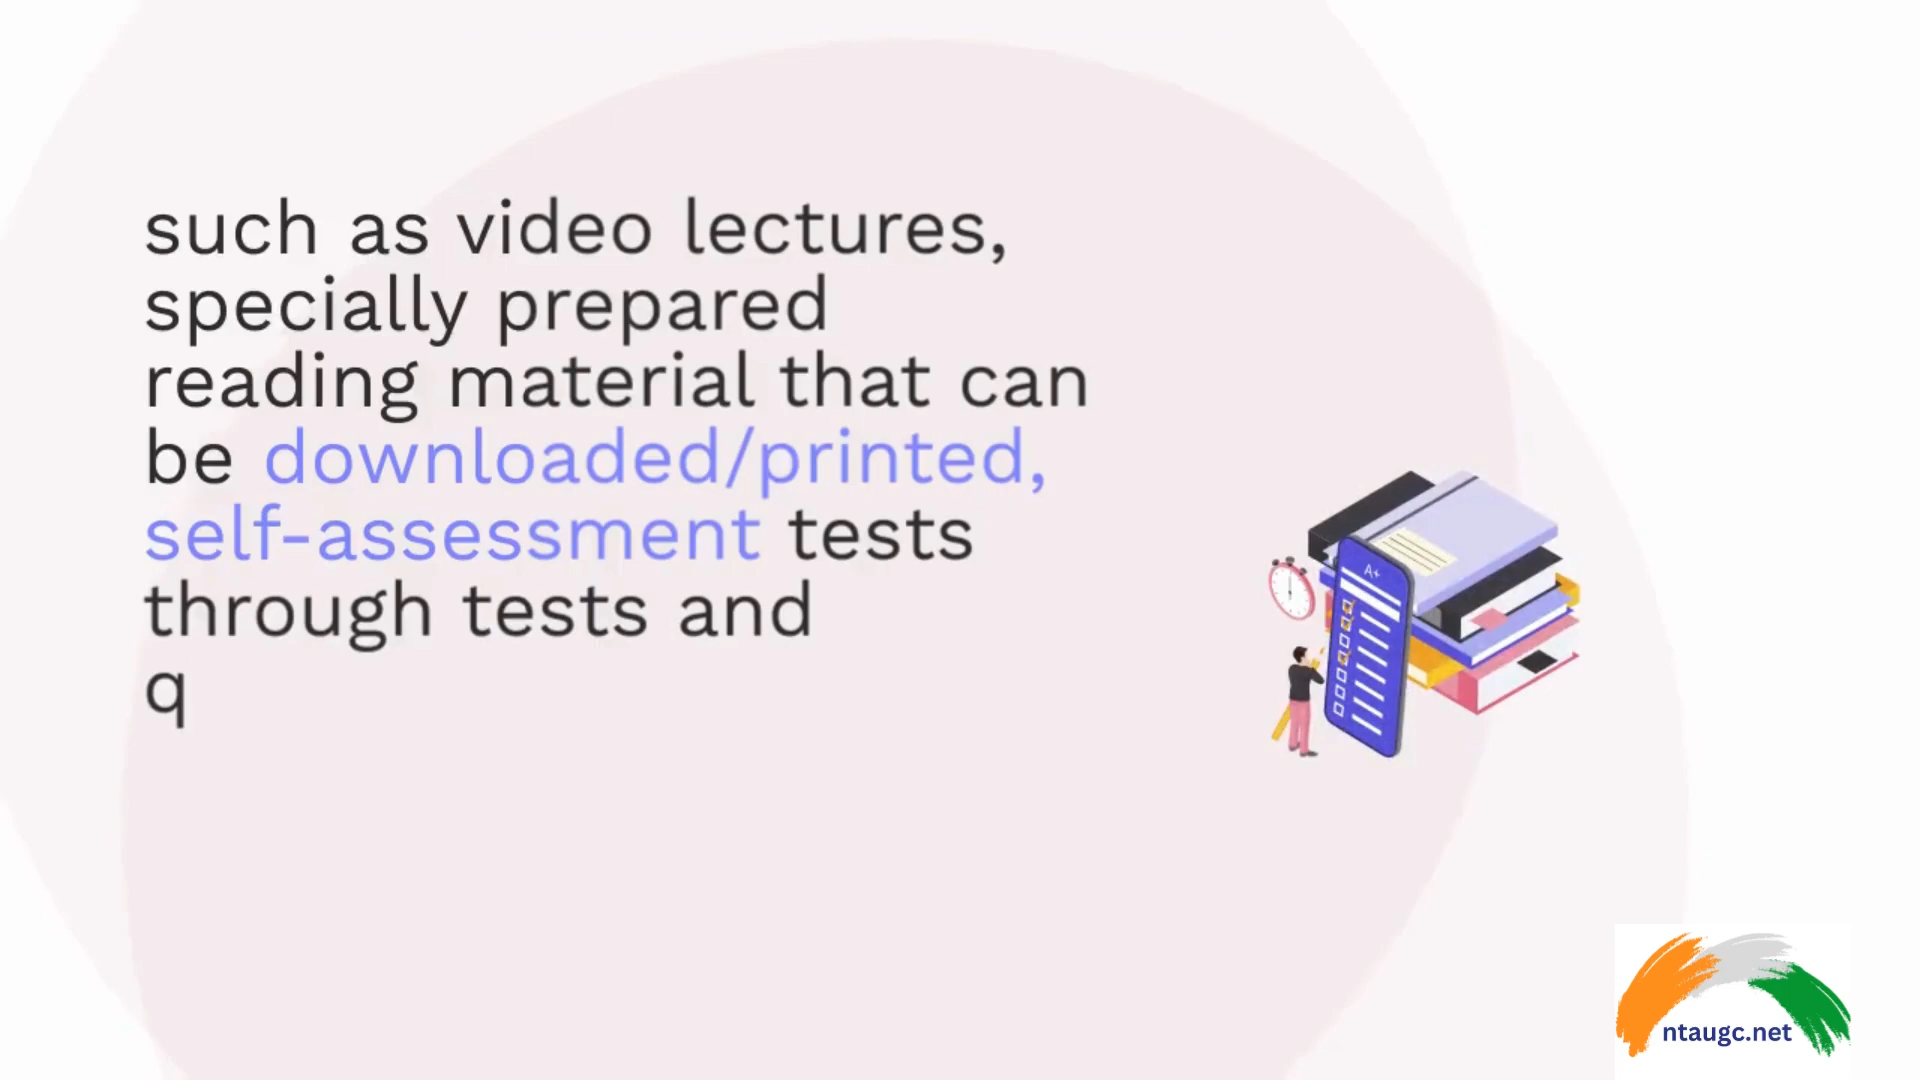 such as video lectures,
specially prepared
reading material that can
be downloaded/printed,
self-assessment tests
through tests and
q
A+
ntaugc.net